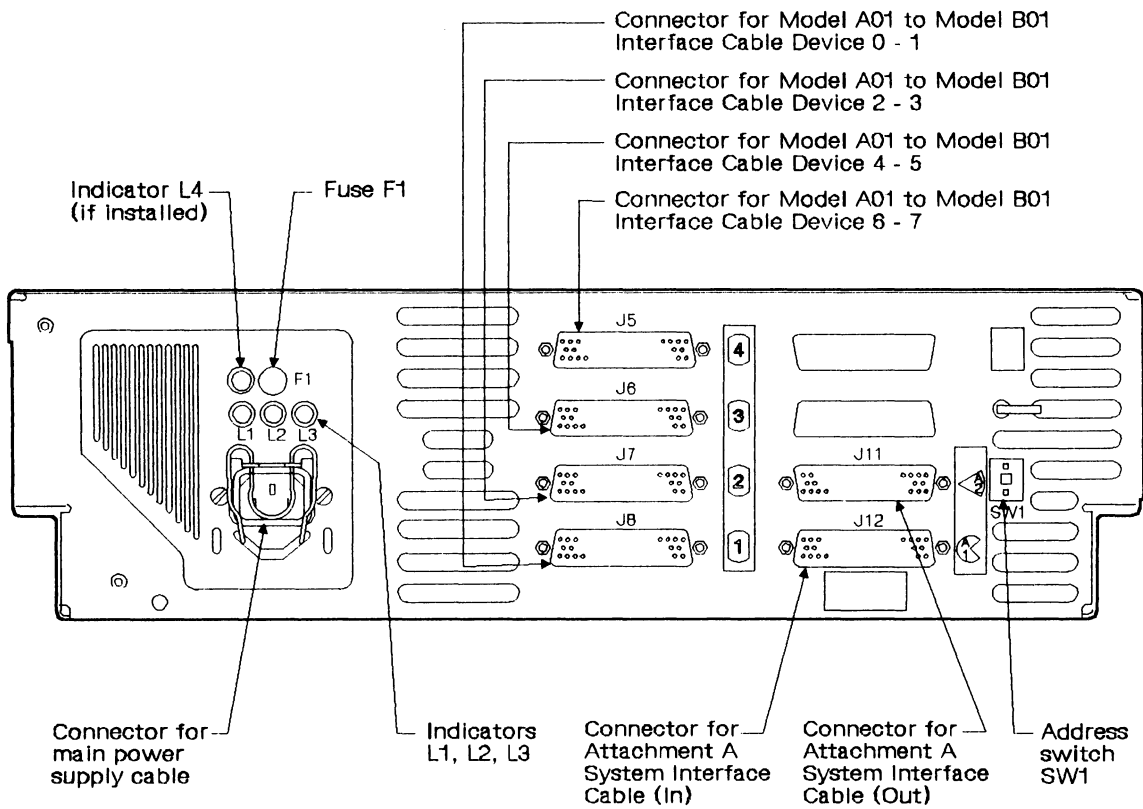 Connector for Model A01 to Model B01
Interface Cable Device 0 - 1
Connector for Model A01 to Model B01
Interface Cable Device 2 - 3
Connector for Model A01 to Model B01
Interface Cable Device 4 - 5
Connector for Model A01 to Model B01
Interface Cable Device 6 - 7
Indicator L4
(if installed)
Fuse F1
F1
L1 L2 L3
J5
4
J6
3
J7
2
J8
1
J11
A
2
SW1
J12
A
1
Connector for
main power
supply cable
Indicators
L1, L2, L3
Connector for
Attachment A
System Interface
Cable (In)
Connector for
Attachment A
System Interface
Cable (Out)
Address
switch
SW1